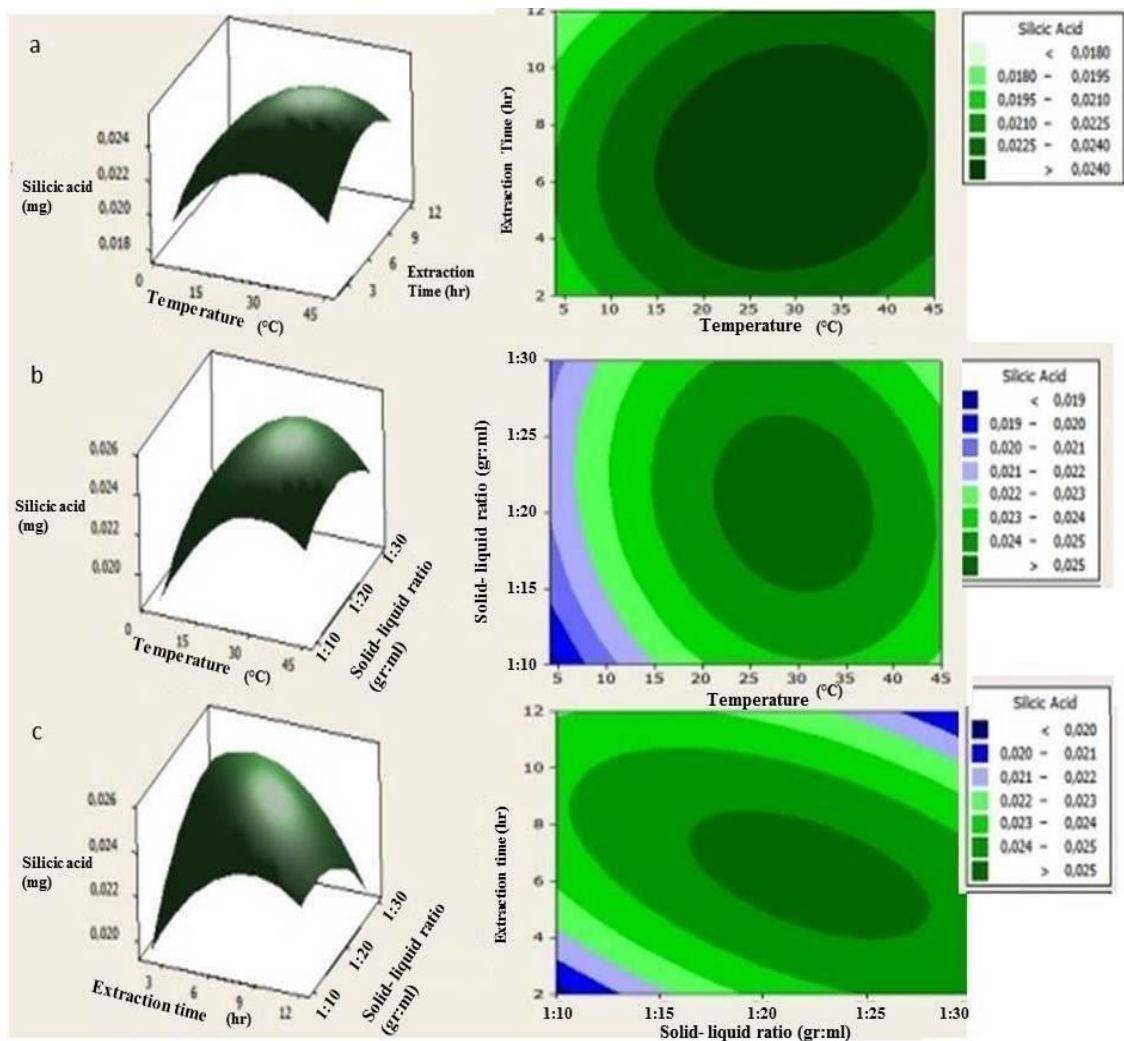 a
0,024
0,022
0,020
0,018
Silicic acid
(mg)
0
15
30
45
Temperature (°C)
3
6
9
12
Extraction
Time (hr)
12
10
8
6
4
2
Extraction Time (hr)
5 10 15 20 25 30 35 40 45
Temperature (°C)
Silcic Acid
< 0,0180
0,0180 – 0,0195
0,0195 – 0,0210
0,0210 – 0,0225
0,0225 – 0,0240
> 0,0240
b
0,026
0,024
0,022
0,020
Silicic acid
(mg)
0
15
30
45
Temperature (°C)
1:10
1:20
1:30
Solid- liquid ratio
(gr:ml)
1:30
1:25
1:20
1:15
1:10
Solid- liquid ratio (gr:ml)
5 10 15 20 25 30 35 40 45
Temperature (°C)
Silcic Acid
< 0,019
0,019 – 0,020
0,020 – 0,021
0,021 – 0,022
0,022 – 0,023
0,023 – 0,024
0,024 – 0,025
> 0,025
c
0,026
0,024
0,022
0,020
Silicic acid
(mg)
3
6
9
12
Extraction time (hr)
1:10
1:20
1:30
Solid- liquid ratio
(gr:ml)
12
10
8
6
4
2
Extraction time (hr)
1:10 1:15 1:20 1:25 1:30
Solid- liquid ratio (gr:ml)
Silcic Acid
< 0,020
0,020 – 0,021
0,021 – 0,022
0,022 – 0,023
0,023 – 0,024
0,024 – 0,025
> 0,025